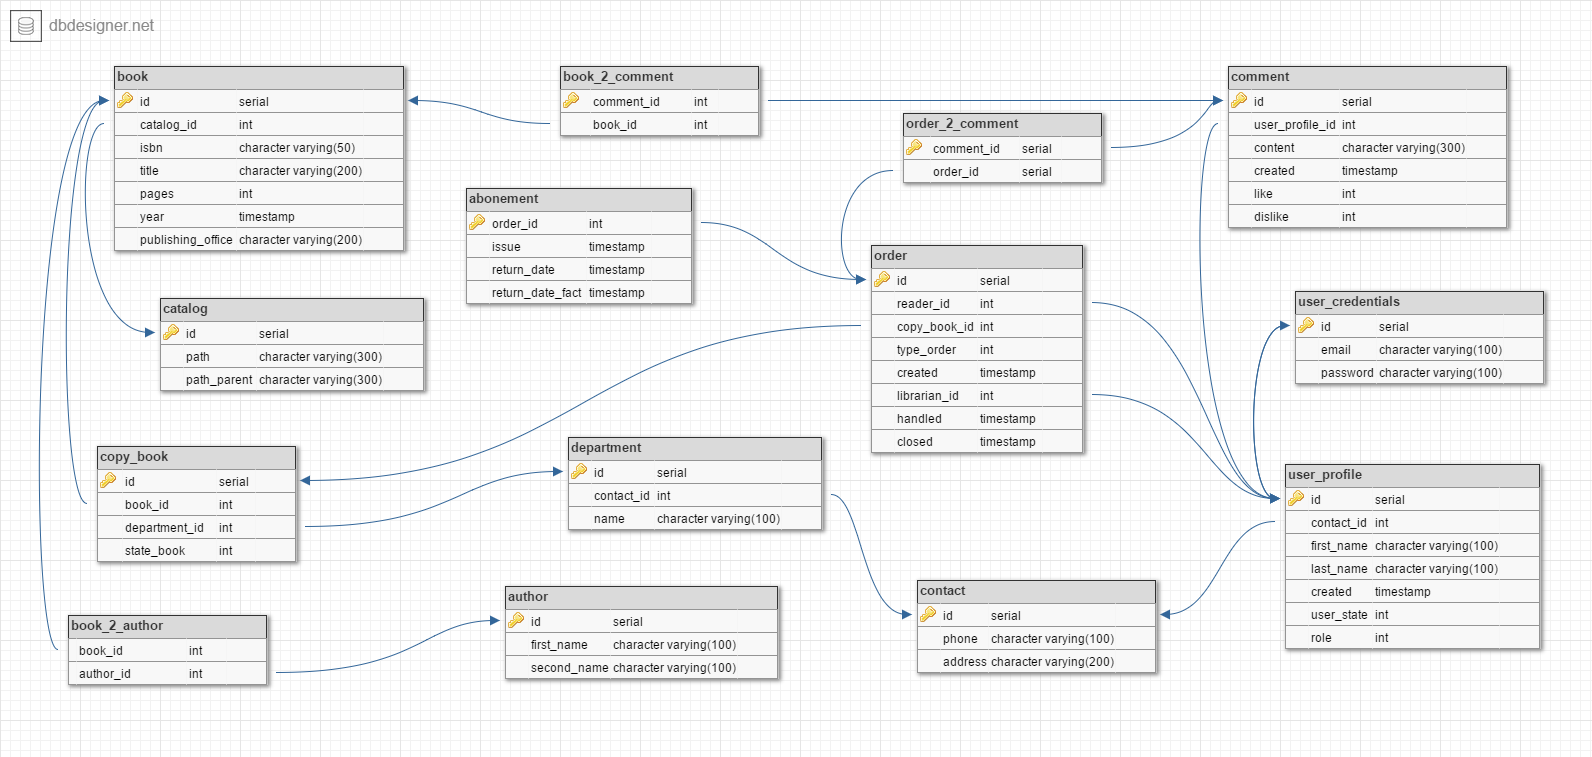 dbdesigner.net
book
id serial
catalog_id int
isbn character varying(50)
title character varying(200)
pages int
year timestamp
publishing_office character varying(200)
book_2_comment
comment_id int
book_id int
order_2_comment
comment_id serial
order_id serial
comment
id serial
user_profile_id int
content character varying(300)
created timestamp
like int
dislike int
abonement
order_id int
issue timestamp
return_date timestamp
return_date_fact timestamp
order
id serial
reader_id int
copy_book_id int
type_order int
created timestamp
librarian_id int
handled timestamp
closed timestamp
catalog
id serial
path character varying(300)
path_parent character varying(300)
user_credentials
id serial
email character varying(100)
password character varying(100)
copy_book
id serial
book_id int
department_id int
state_book int
department
id serial
contact_id int
name character varying(100)
user_profile
id serial
contact_id int
first_name character varying(100)
last_name character varying(100)
created timestamp
user_state int
role int
book_2_author
book_id int
author_id int
author
id serial
first_name character varying(100)
second_name character varying(100)
contact
id serial
phone character varying(100)
address character varying(200)